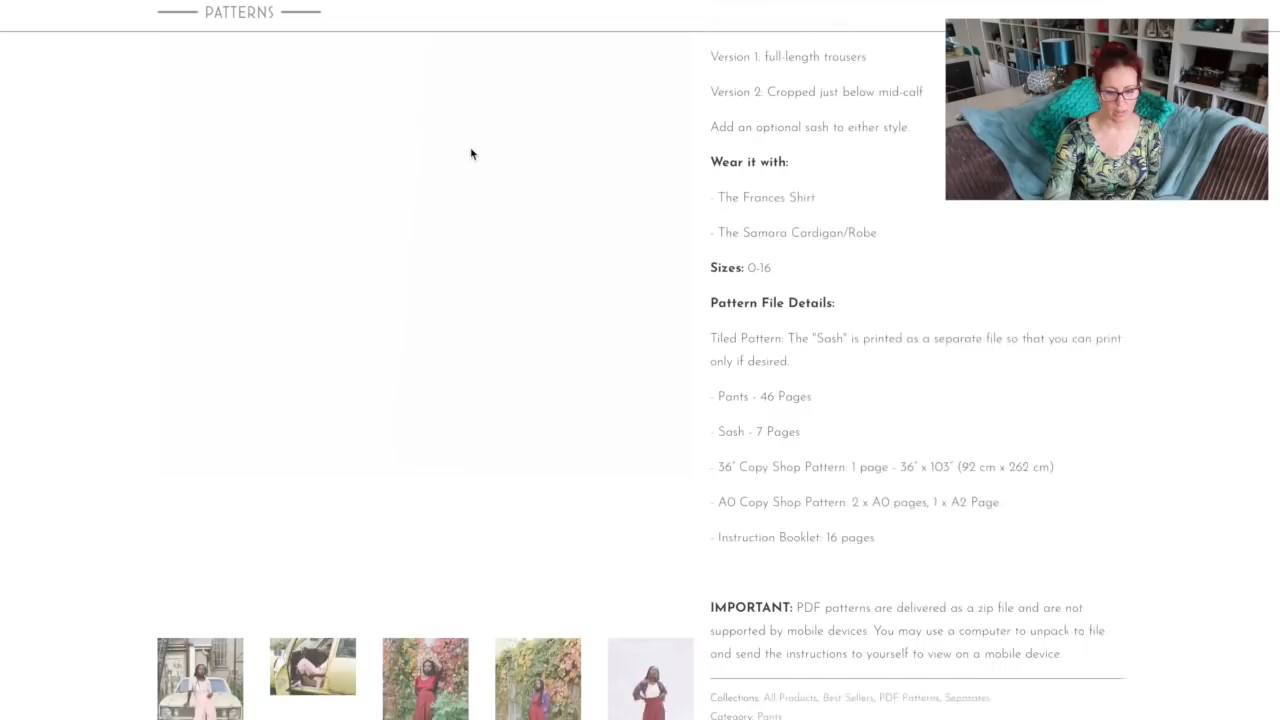 PATTERNS
Version 1: full-length trousers
Version 2: Cropped just below mid-calf
Add an optional sash to either style.
Wear it with:
- The Frances Shirt
- The Samara Cardigan/Robe
Sizes: 0-16
Pattern File Details:
Tiled Pattern: The "Sash" is printed as a separate file so that you can print
only if desired.
- Pants - 46 Pages
- Sash - 7 Pages
- 36" Copy Shop Pattern: 1 page - 36" x 103" (92 cm x 262 cm)
- A0 Copy Shop Pattern: 2 x A0 pages, 1 x A2 Page.
- Instruction Booklet: 16 pages
IMPORTANT: PDF patterns are delivered as a zip file and are not
supported by mobile devices. You may use a computer to unpack to file
and send the instructions to yourself to view on a mobile device.
Collections: All Products, Best Sellers, PDF Patterns, Separates
Category: Pants